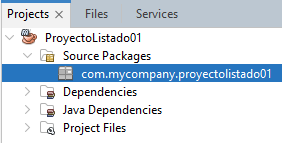 Projects × Files Services
ProyectoListado01
Source Packages
com.mycompany.proyectolistado01
Dependencies
Java Dependencies
Project Files